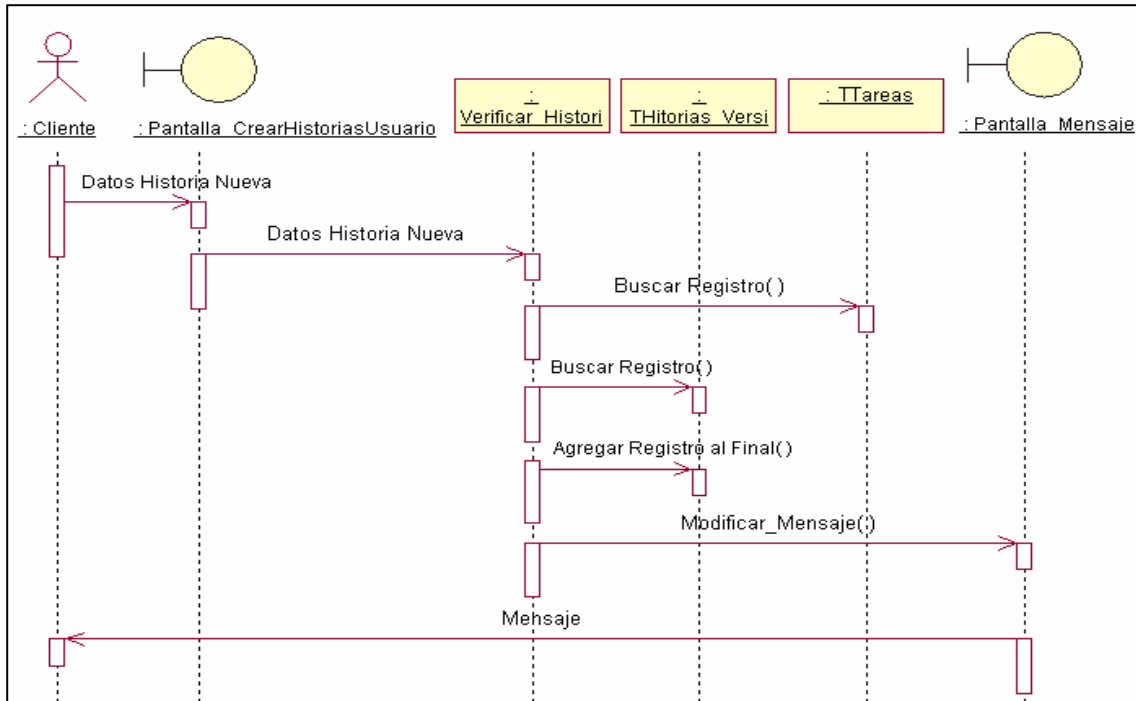 : Cliente
: Pantalla_CrearHistoriasUsuario
:
Verificar_Histori
:
THitorias_Versi
: TTareas
: Pantalla_Mensaje
Datos Historia Nueva
Datos Historia Nueva
Buscar Registro( )
Buscar Registro( )
Agregar Registro al Final( )
Modificar_Mensaje( )
Mensaje